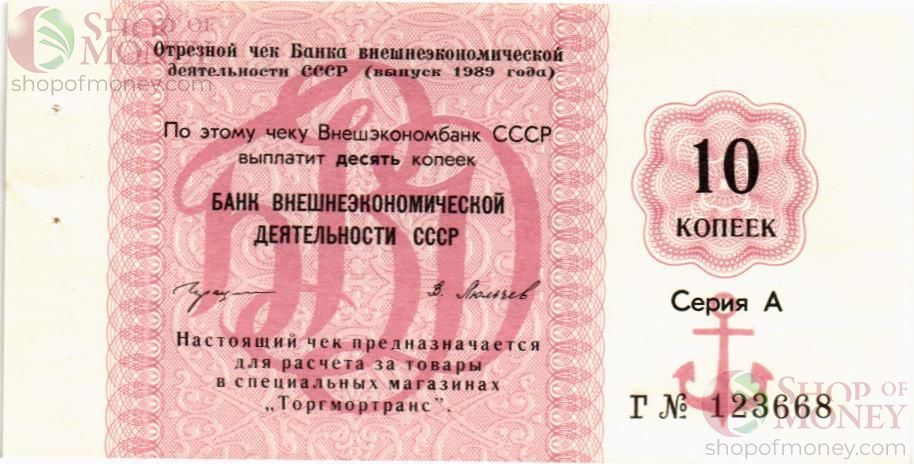 SHOP OF
MONEY
shopofmoney.com
Отрезной чек Банка внешнеэкономической
деятельности СССР (выпуск 1989 года)
По этому чеку Внешэкономбанк СССР
выплатит десять копеек
БАНК ВНЕШНЕЭКОНОМИЧЕСКОЙ
ДЕЯТЕЛЬНОСТИ СССР
В. Люличев
Настоящий чек предназначается
для расчета за товары
в специальных магазинах
„Торгмортранс".
10
КОПЕЕК
Серия А
Г № 123668
SHOP OF
MONEY
shopofmoney.com